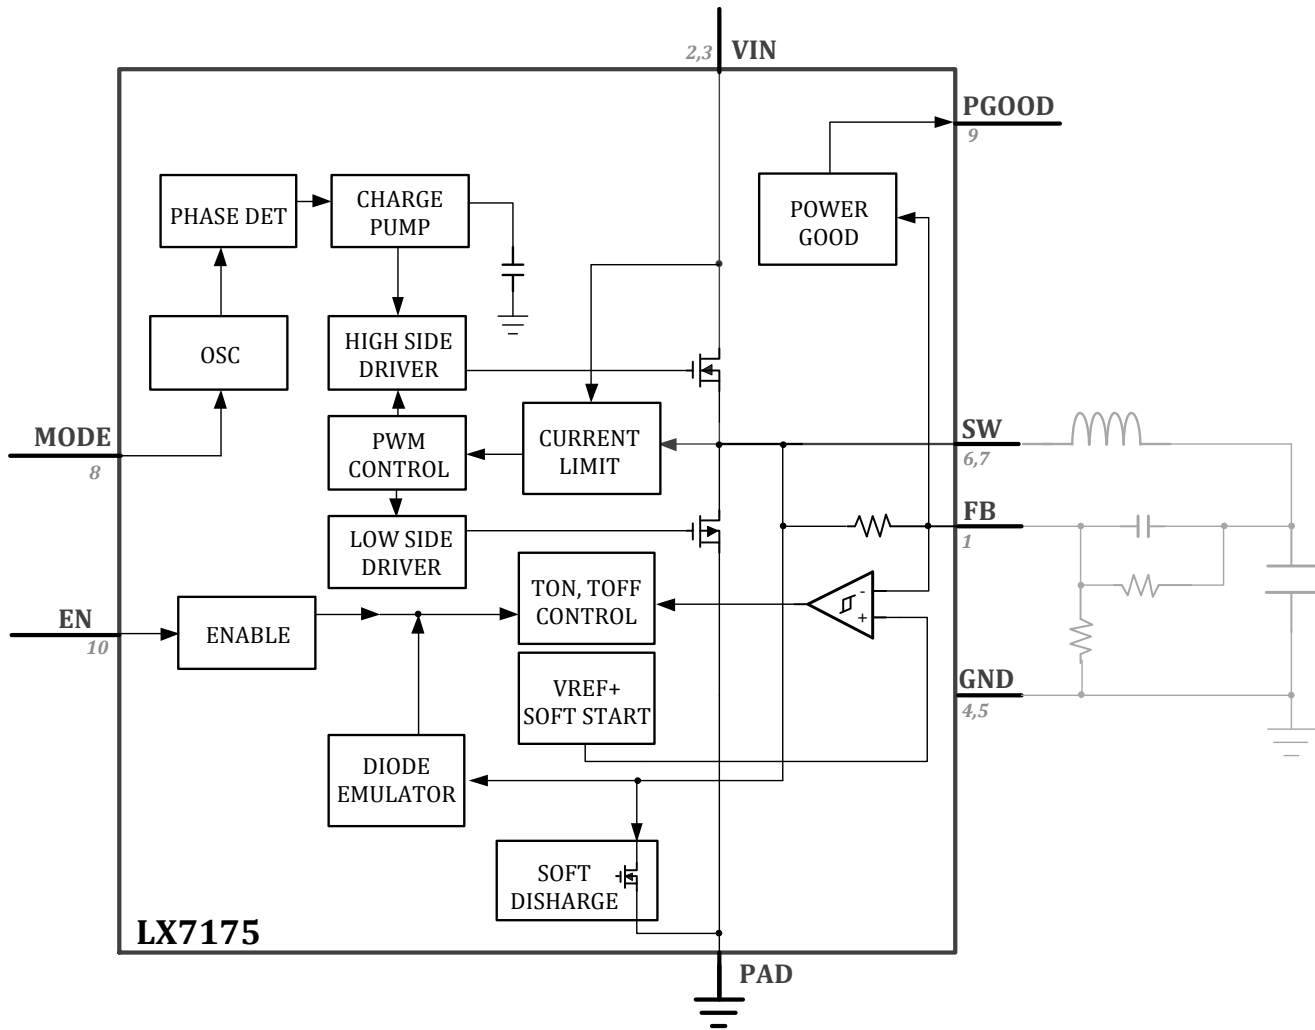 2,3 VIN
PGOOD
9
PHASE DET
CHARGE
PUMP
POWER
GOOD
OSC
HIGH SIDE
DRIVER
MODE
8
PWM
CONTROL
CURRENT
LIMIT
SW
6,7
LOW SIDE
DRIVER
FB
1
TON, TOFF
CONTROL
-
+
EN
10
ENABLE
VREF+
SOFT START
GND
4,5
DIODE
EMULATOR
SOFT
DISHARGE
LX7175
PAD